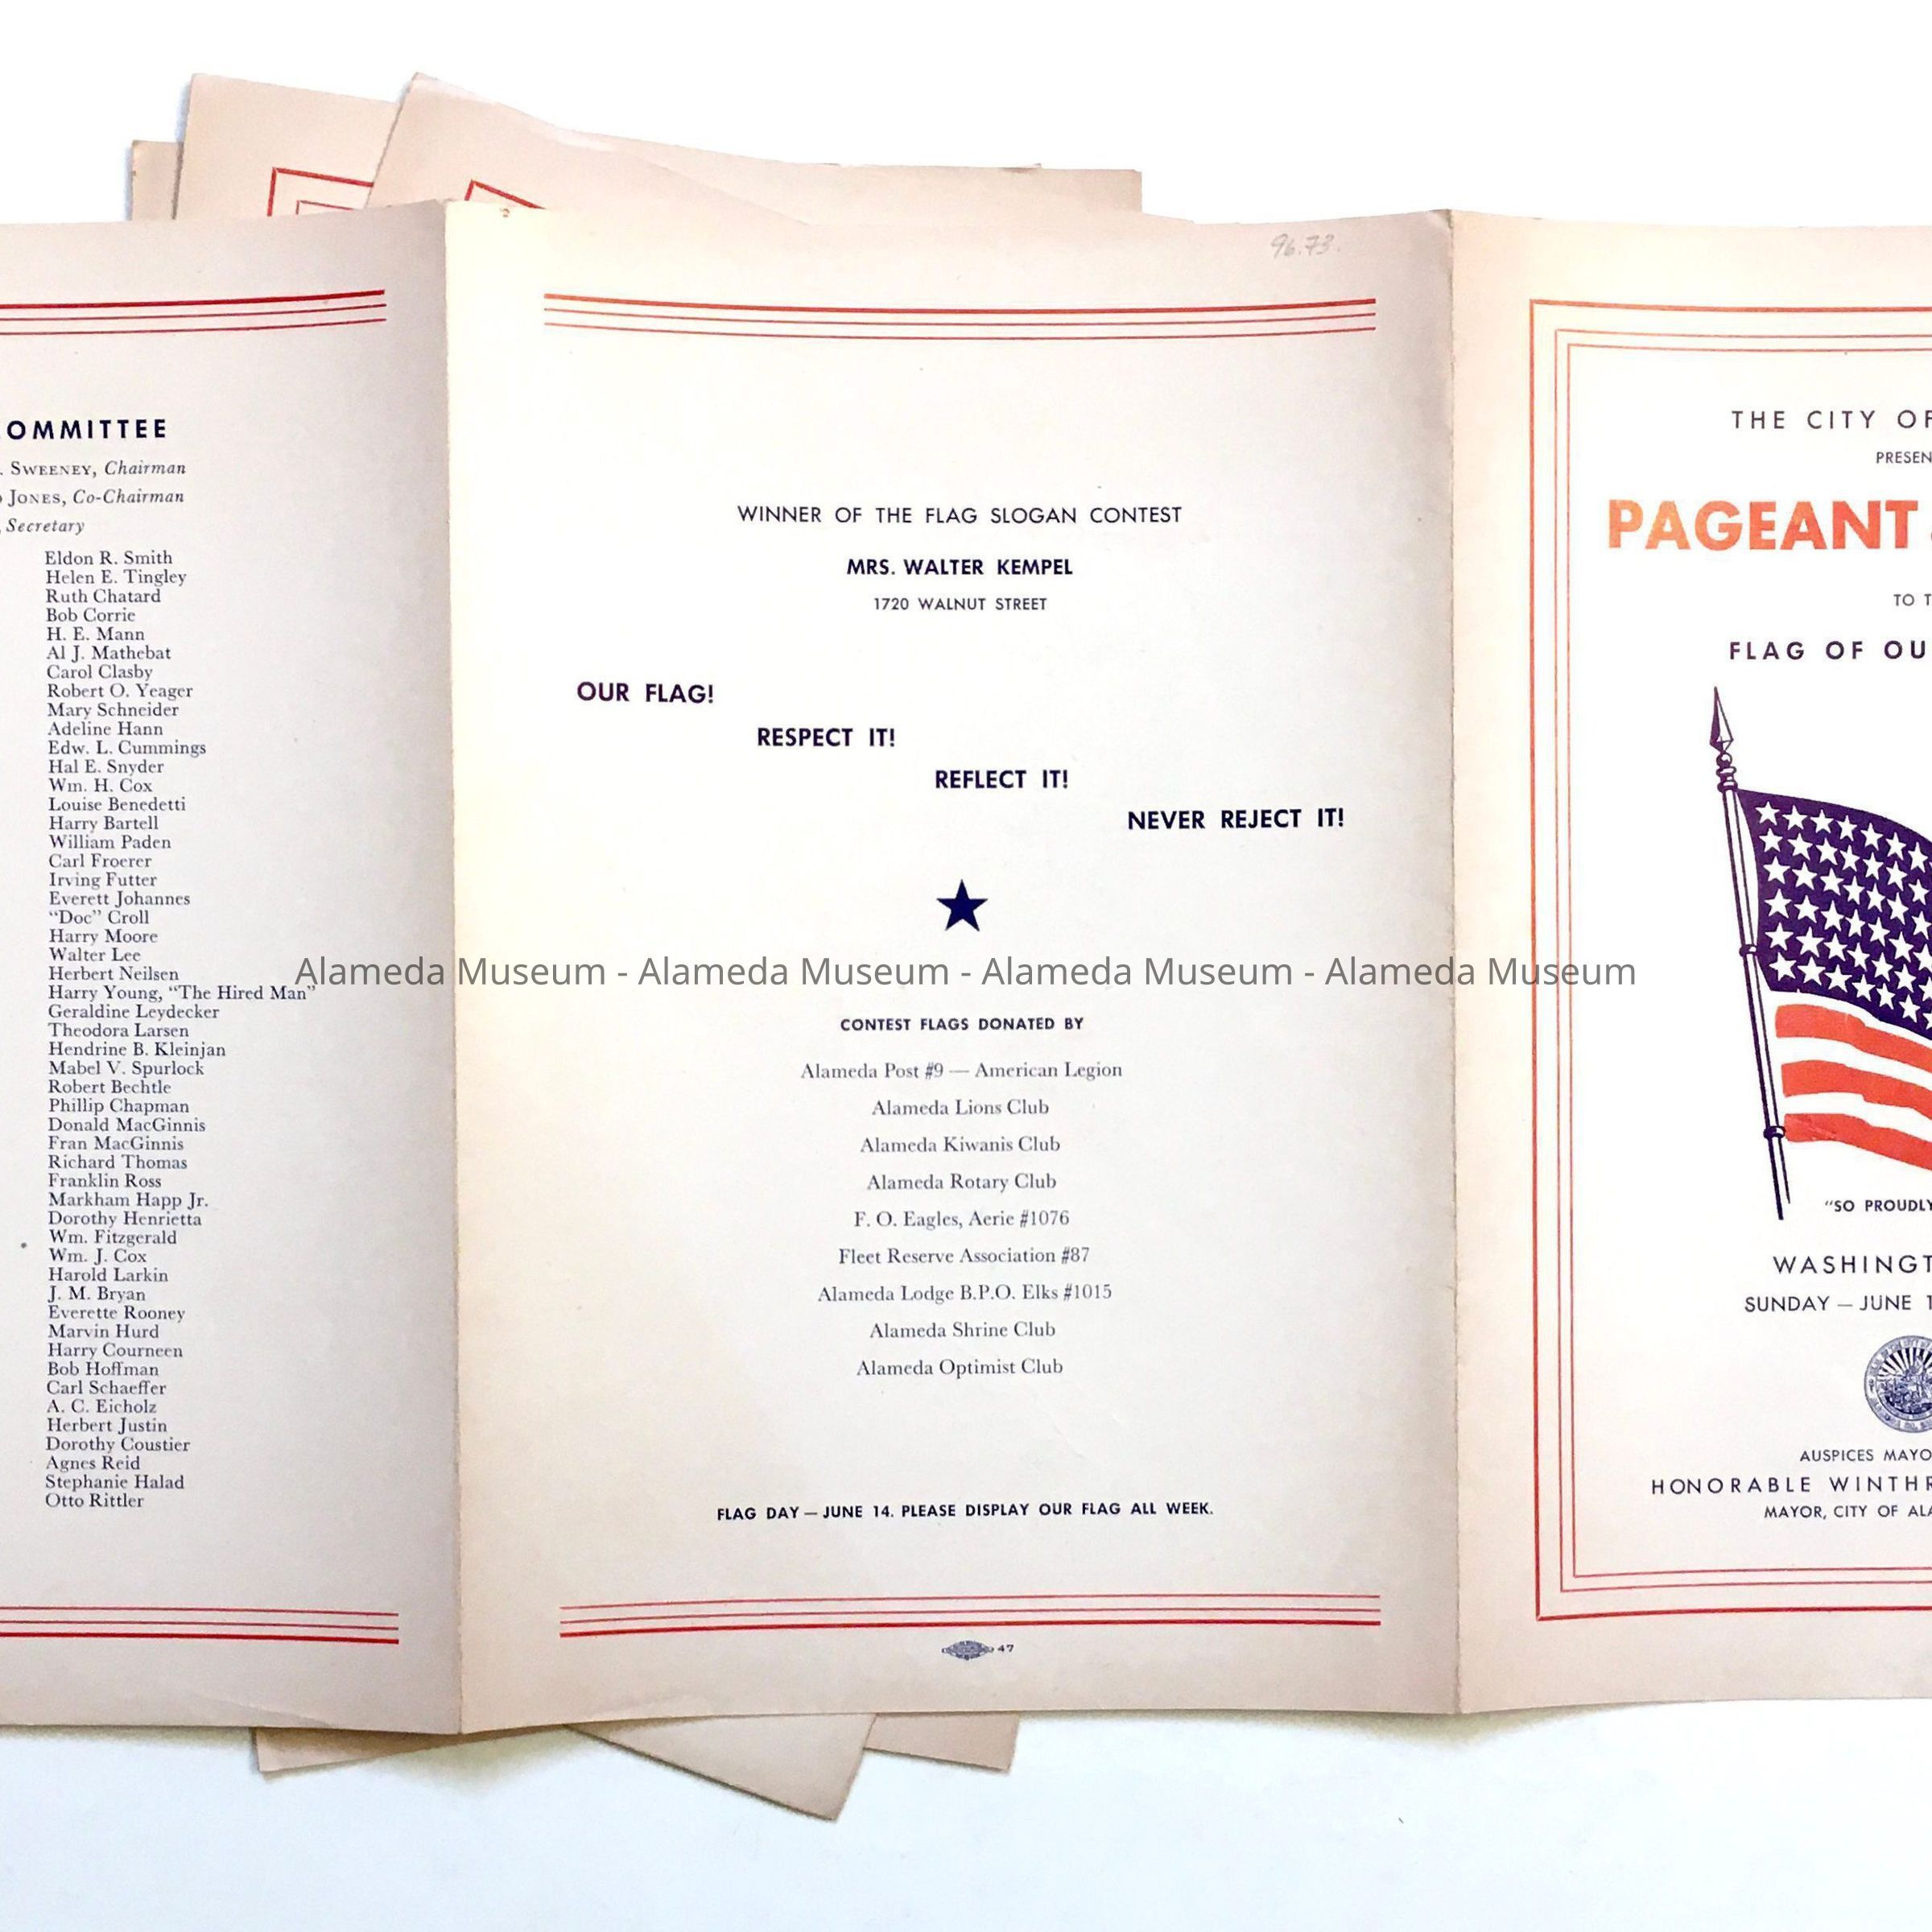 OMMITTEE
. SWEENEY, Chairman
JONES, Co-Chairman
, Secretary
Eldon R. Smith
Helen E. Tingley
Ruth Chatard
Bob Corrie
H. E. Mann
Al J. Mathebat
Carol Clasby
Robert O. Yeager
Mary Schneider
Adeline Hann
Edw. L. Cummings
Hal E. Snyder
Wm. H. Cox
Louise Benedetti
Harry Bartell
William Paden
Carl Froerer
Irving Futter
Everett Johannes
“Doc” Croll
Harry Moore
Walter Lee
Herbert Neilsen
Harry Young, “The Hired Man”
Geraldine Leydecker
Theodora Larsen
Hendrine B. Kleinjan
Mabel V. Spurlock
Robert Bechtle
Phillip Chapman
Donald MacGinnis
Fran MacGinnis
Richard Thomas
Franklin Ross
Markham Happ Jr.
Dorothy Henrietta
Wm. Fitzgerald
Wm. J. Cox
Harold Larkin
J. M. Bryan
Everette Rooney
Marvin Hurd
Harry Courneen
Bob Hoffman
Carl Schaeffer
A. C. Eicholz
Herbert Justin
Dorothy Coustier
Agnes Reid
Stephanie Halad
Otto Rittler
96.73.
WINNER OF THE FLAG SLOGAN CONTEST
MRS. WALTER KEMPEL
1720 WALNUT STREET
OUR FLAG!
RESPECT IT!
REFLECT IT!
NEVER REJECT IT!
Alameda Museum - Alameda Museum - Alameda Museum - Alameda Museum
CONTEST FLAGS DONATED BY
Alameda Post #9 — American Legion
Alameda Lions Club
Alameda Kiwanis Club
Alameda Rotary Club
F. O. Eagles, Aerie #1076
Fleet Reserve Association #87
Alameda Lodge B.P.O. Elks #1015
Alameda Shrine Club
Alameda Optimist Club
FLAG DAY — JUNE 14. PLEASE DISPLAY OUR FLAG ALL WEEK.
47
THE CITY OF
PRESEN
PAGEANT
TO T
FLAG OF OU
“SO PROUDLY
WASHINGT
SUNDAY — JUNE 1
AUSPICES MAYO
HONORABLE WINTHR
MAYOR, CITY OF ALA